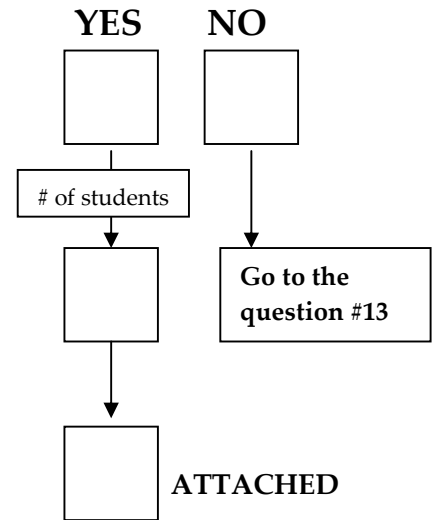 YES NO
# of students
Go to the
question #13
ATTACHED